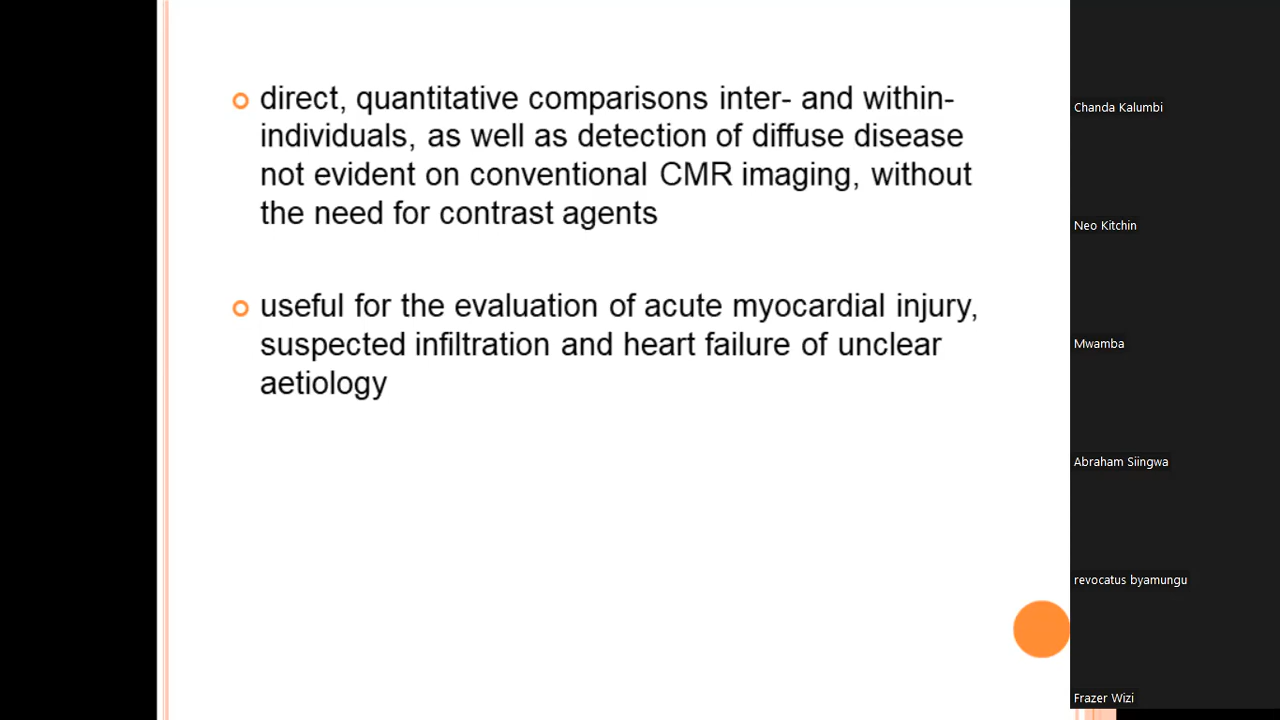 direct, quantitative comparisons inter- and within-
individuals, as well as detection of diffuse disease
not evident on conventional CMR imaging, without
the need for contrast agents
useful for the evaluation of acute myocardial injury,
suspected infiltration and heart failure of unclear
aetiology
Chanda Kalumbi
Neo Kitchin
Mwamba
Abraham Siingwa
revocatus byamungu
Frazer Wizi